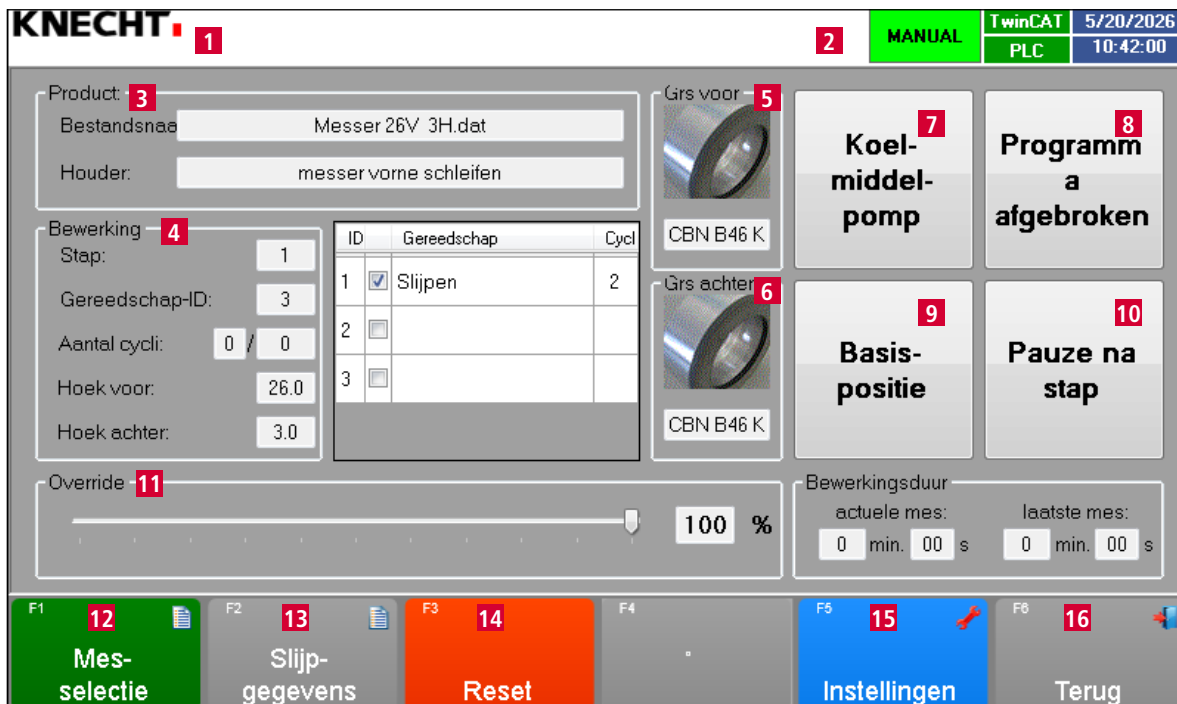 KNECHT
1
2
MANUAL
TwinCAT
PLC
5/20/2026
10:42:00
Product:
3
Bestandsnaa
Messer 26V 3H.dat
Houder:
messer vorne schleifen
Bewerking
4
Stap:
1
Gereedschap-ID:
3
Aantal cycli:
0 / 0
Hoek voor:
26.0
Hoek achter:
3.0
ID Gereedschap Cycl
1 Slijpen 2
2
3
Grs voor
5
CBN B46 K
Grs achter
6
CBN B46 K
7
Koel-
middel-
pomp
8
Programm
a
afgebroken
9
Basis-
positie
10
Pauze na
stap
Override
11
100 %
Bewerkingsduur
actuele mes:
0 min. 00 s
laatste mes:
0 min. 00 s
F1
12
Mes-
selectie
F2
13
Slijp-
gegevens
F3
14
Reset
F4
F5
15
Instellingen
F6
16
Terug